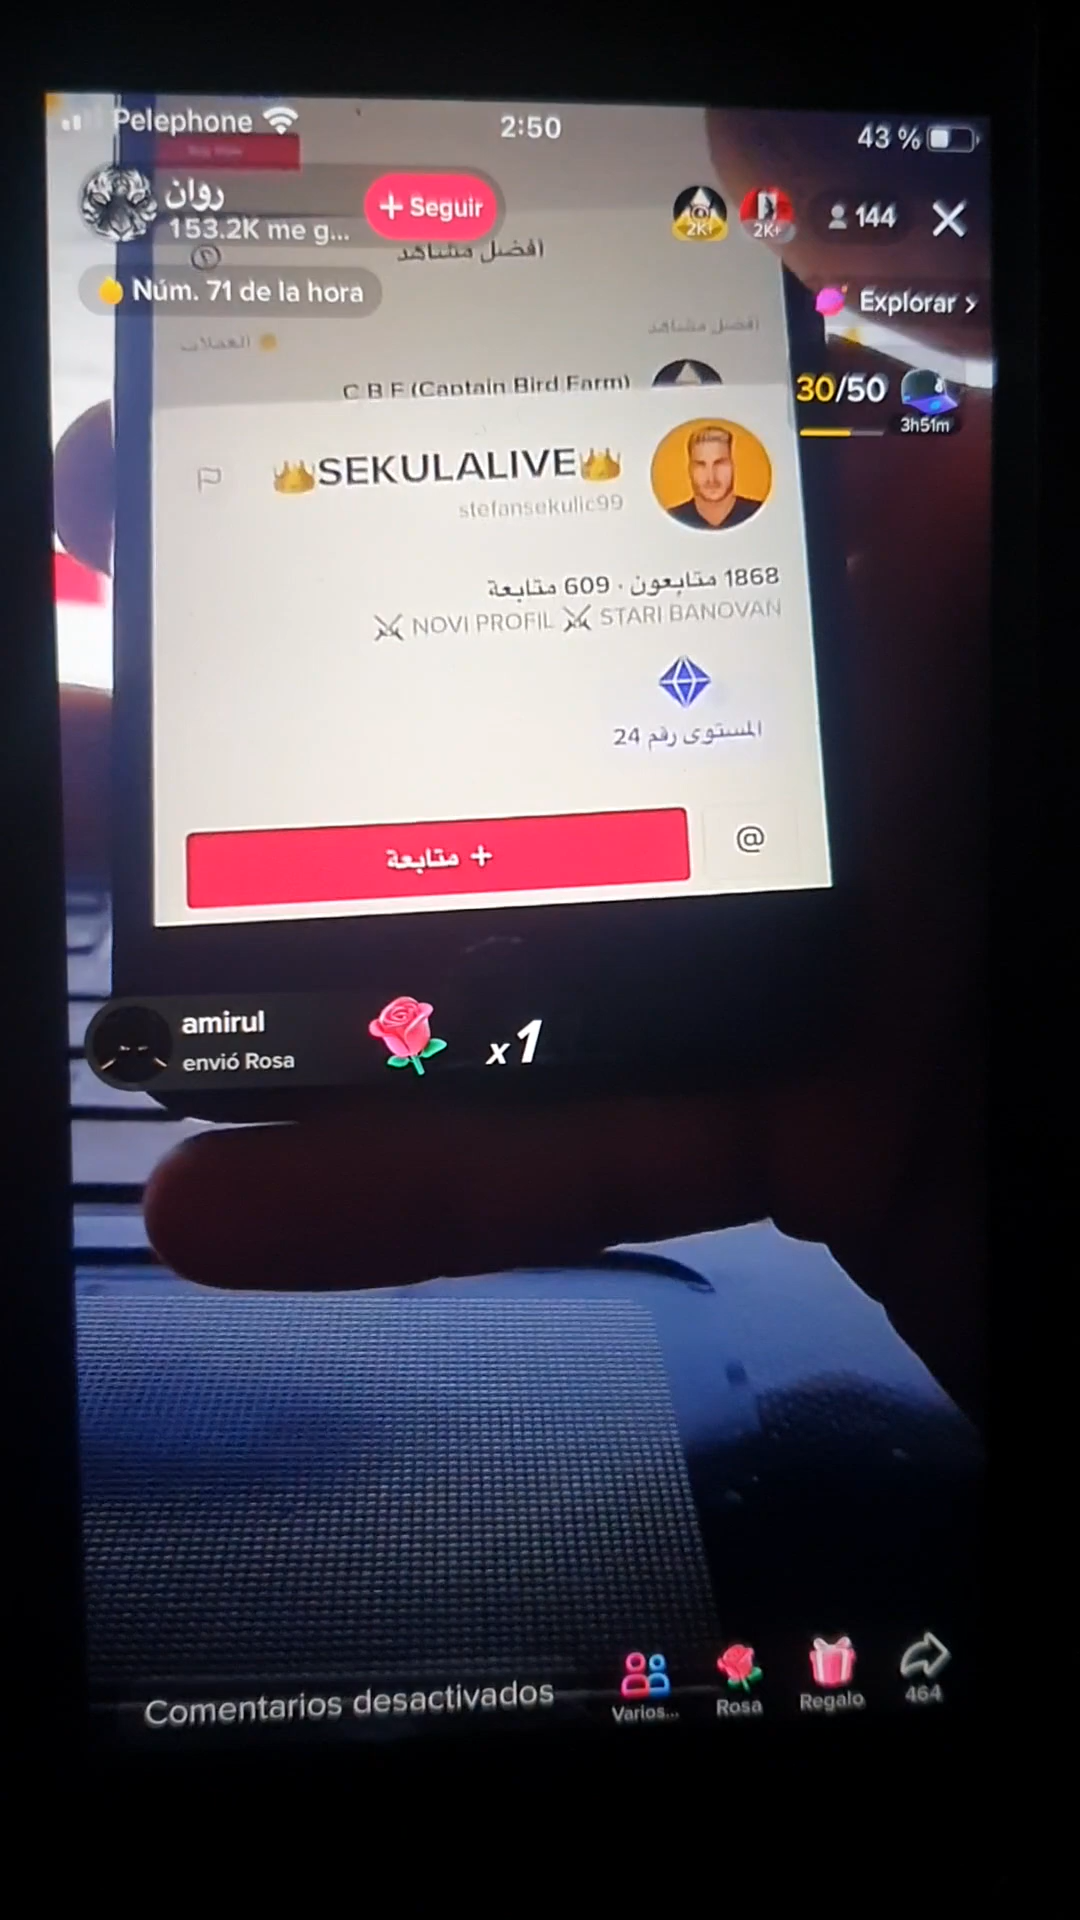 Pelephone
2:50
43 %
روان
153.2K me g...
+ Seguir
2K+
2K+
144
افضل مشاهد
Núm. 71 de la hora
Explorar >
العملات
افضل مشاهد
C B F (Captain Bird Farm)
30/50
3h51m
SEKULALIVE
stefansekulic99
1868 متابعون · 609 متابعة
NOVI PROFIL STARI BANOVAN
المستوى رقم 24
+ متابعة
@
amirul
envió Rosa
x1
Comentarios desactivados
Varios...
Rosa
Regalo
464